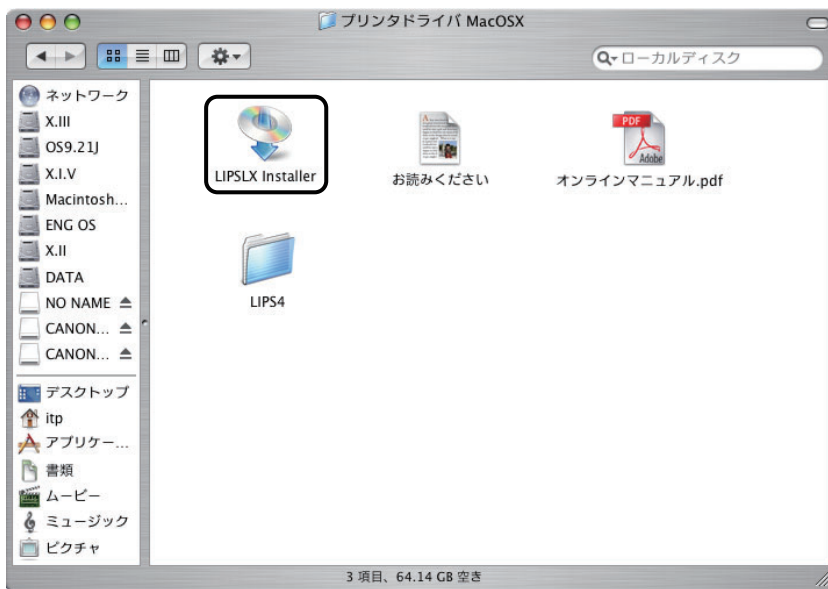 プリンタドライバ MacOSX
ローカルディスク
ネットワーク
X.III
OS9.21J
X.I.V
Macintosh...
ENG OS
X.II
DATA
NO NAME
CANON...
CANON...
デスクトップ
itp
アプリケー...
書類
ムービー
ミュージック
ピクチャ
LIPSLX Installer
お読みください
PDF
Adobe
オンラインマニュアル.pdf
LIPS4
3 項目、64.14 GB 空き